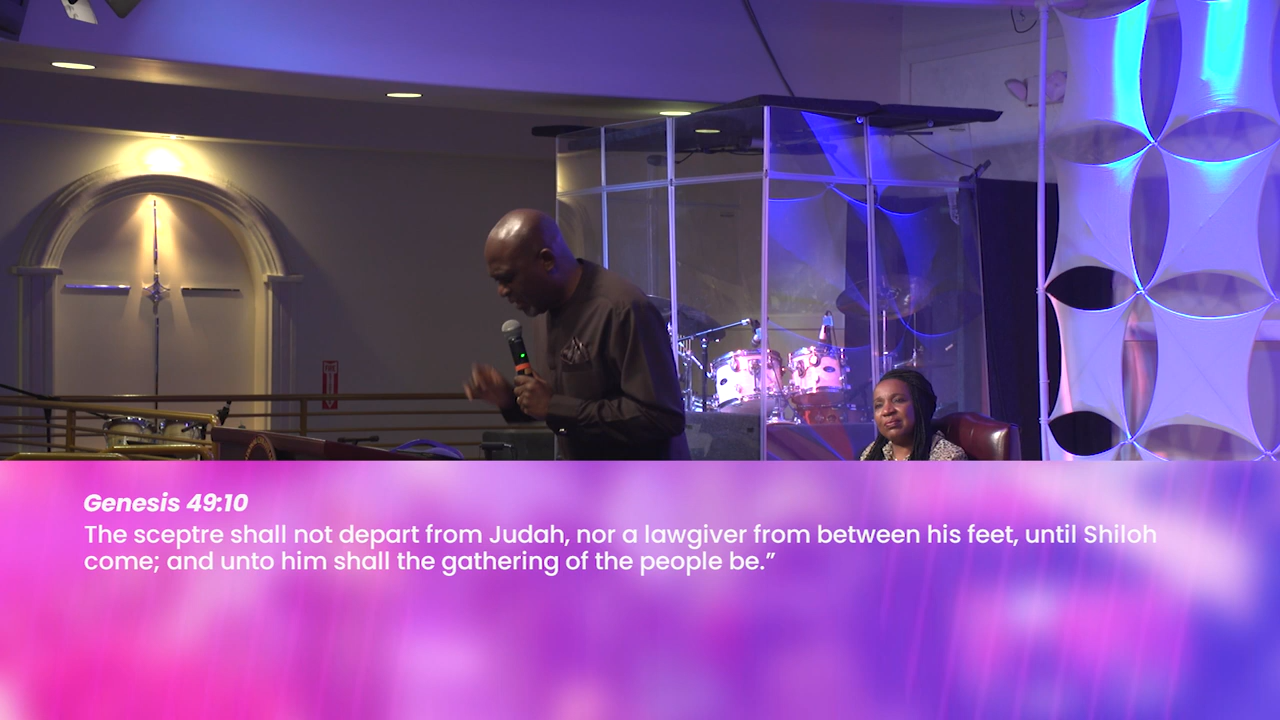 Genesis 49:10
The sceptre shall not depart from Judah, nor a lawgiver from between his feet, until Shiloh
come; and unto him shall the gathering of the people be.”